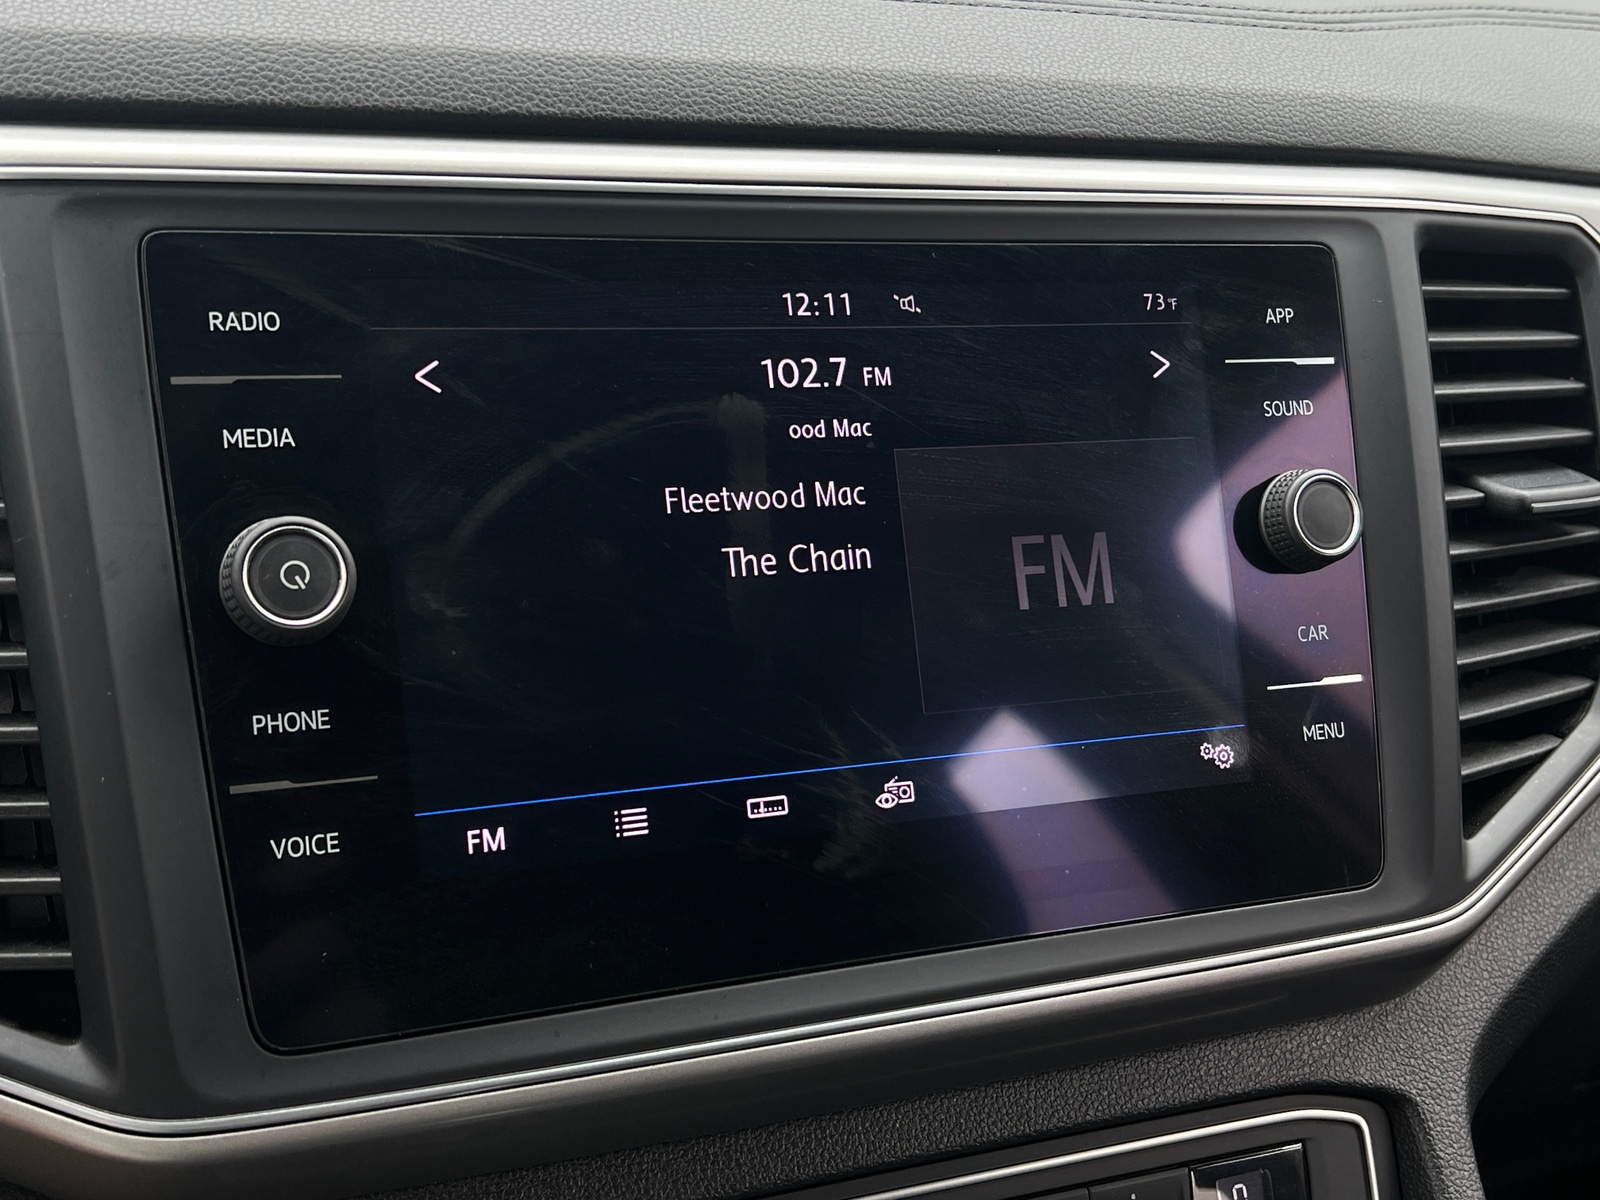 RADIO
MEDIA
PHONE
VOICE
12:11
73°F
102.7 FM
ood Mac
Fleetwood Mac
The Chain
FM
FM
APP
SOUND
CAR
MENU